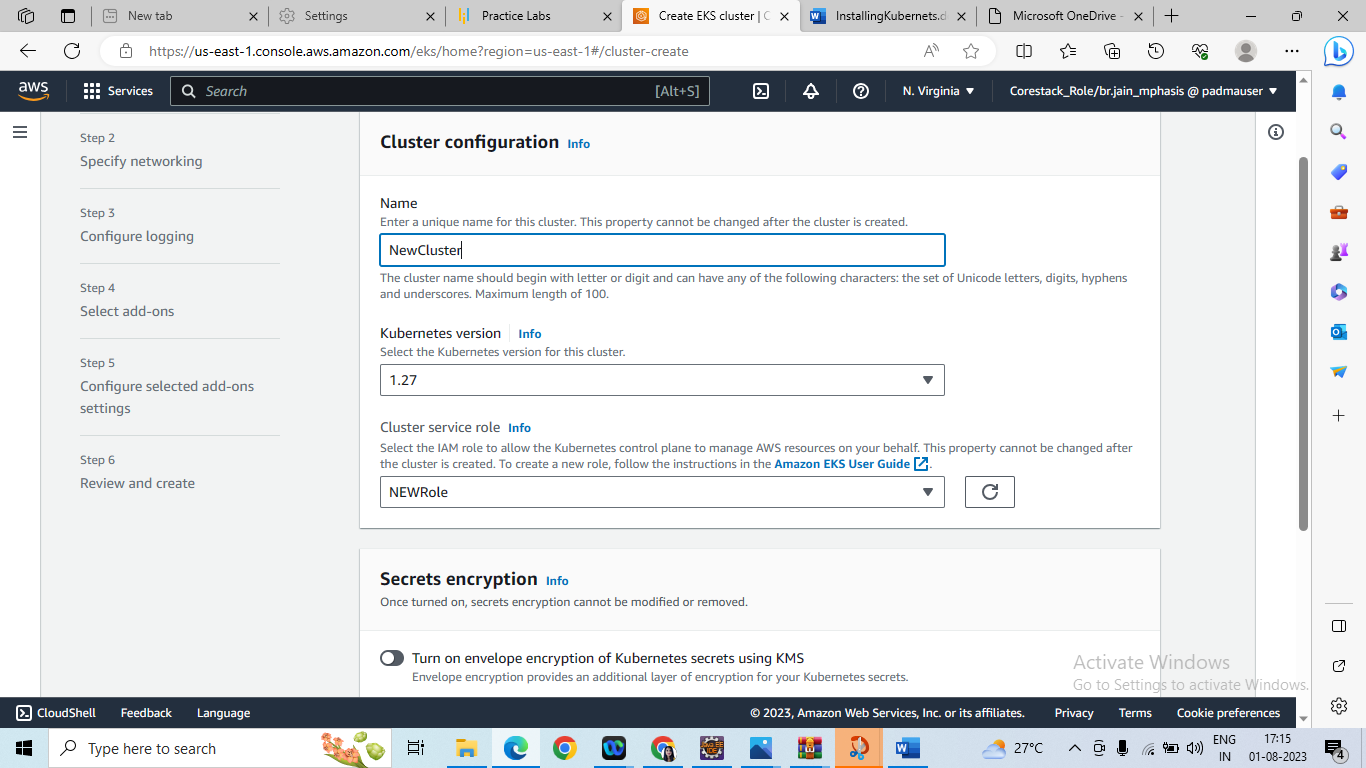 New tab
Settings
Practice Labs
Create EKS cluster | C
InstallingKubernets.d
Microsoft OneDrive -
https://us-east-1.console.aws.amazon.com/eks/home?region=us-east-1#/cluster-create
aws
Services
Search
[Alt+S]
N. Virginia
Corestack_Role/br.jain_mphasis @ padmauser
Step 2
Specify networking
Step 3
Configure logging
Step 4
Select add-ons
Step 5
Configure selected add-ons
settings
Step 6
Review and create
Cluster configuration Info
Name
Enter a unique name for this cluster. This property cannot be changed after the cluster is created.
NewCluster
The cluster name should begin with letter or digit and can have any of the following characters: the set of Unicode letters, digits, hyphens
and underscores. Maximum length of 100.
Kubernetes version Info
Select the Kubernetes version for this cluster.
1.27
Cluster service role Info
Select the IAM role to allow the Kubernetes control plane to manage AWS resources on your behalf. This property cannot be changed after
the cluster is created. To create a new role, follow the instructions in the Amazon EKS User Guide.
NEWRole
Secrets encryption Info
Once turned on, secrets encryption cannot be modified or removed.
Turn on envelope encryption of Kubernetes secrets using KMS
Envelope encryption provides an additional layer of encryption for your Kubernetes secrets.
Activate Windows
Go to Settings to activate Windows.
CloudShell
Feedback
Language
© 2023, Amazon Web Services, Inc. or its affiliates.
Privacy
Terms
Cookie preferences
Type here to search
27°C
ENG
IN
17:15
01-08-2023
4